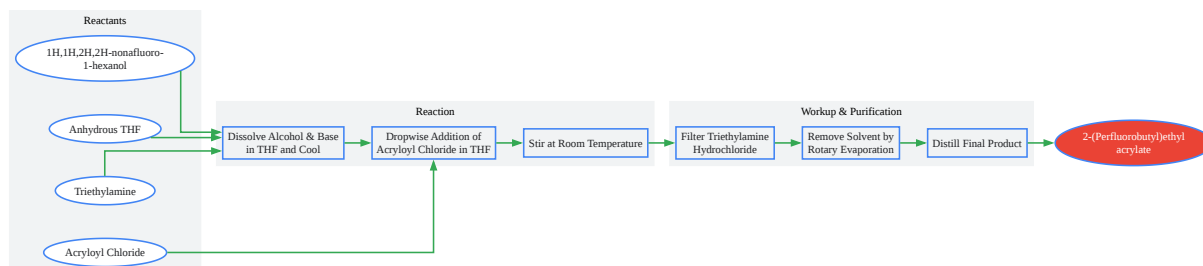 Reactants
1H,1H,2H,2H-nonafluoro-
1-hexanol
Anhydrous THF
Triethylamine
Acryloyl Chloride
Reaction
Dissolve Alcohol & Base
in THF and Cool
Dropwise Addition of
Acryloyl Chloride in THF
Stir at Room Temperature
Workup & Purification
Filter Triethylamine
Hydrochloride
Remove Solvent by
Rotary Evaporation
Distill Final Product
2-(Perfluorobutyl)ethyl
acrylate